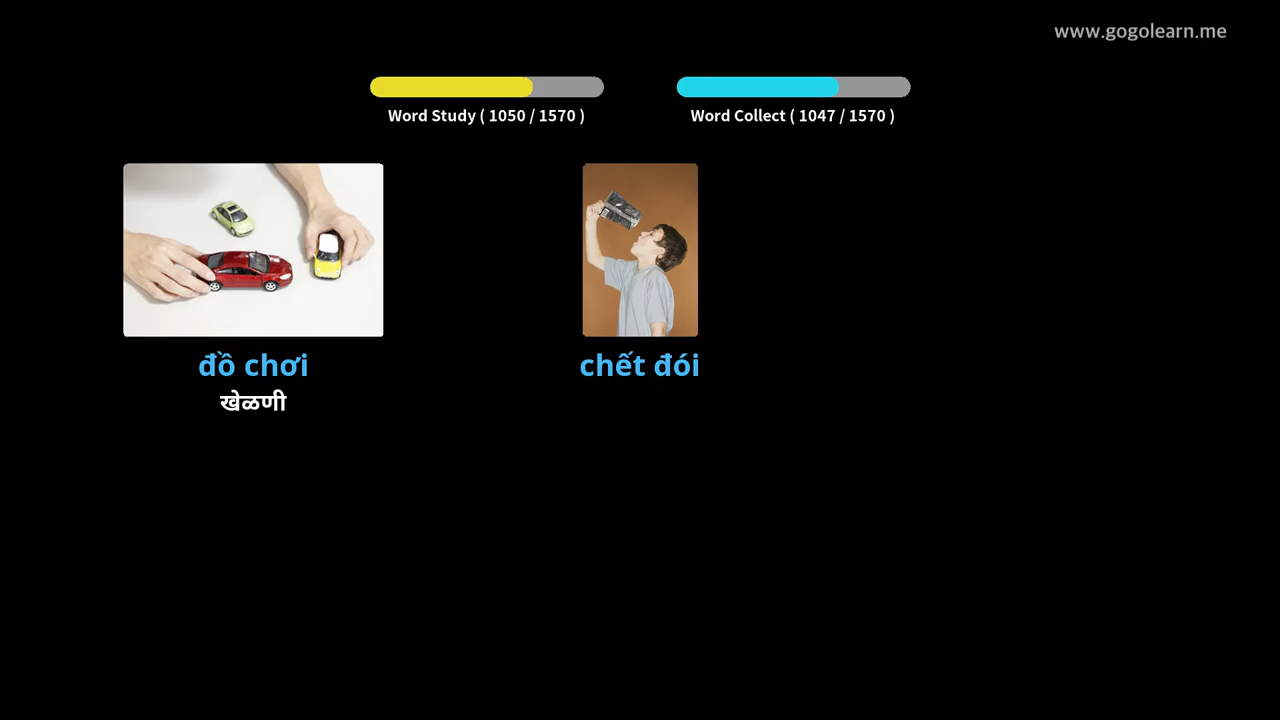 www.gogolearn.me
Word Study ( 1050 / 1570 )
Word Collect ( 1047 / 1570 )
đồ chơi
खेळणी
chết đói